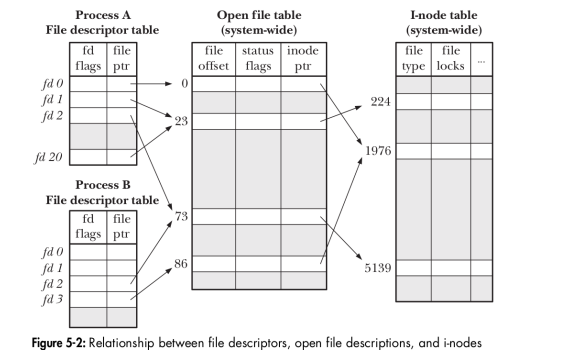 Process A
File descriptor table
fd flags
file ptr
fd 0
fd 1
fd 2
fd 20
Process B
File descriptor table
fd flags
file ptr
fd 0
fd 1
fd 2
fd 3
Open file table
(system-wide)
file offset
status flags
inode ptr
0
23
73
86
I-node table
(system-wide)
file type
file locks
...
224
1976
5139
Figure 5-2: Relationship between file descriptors, open file descriptions, and i-nodes